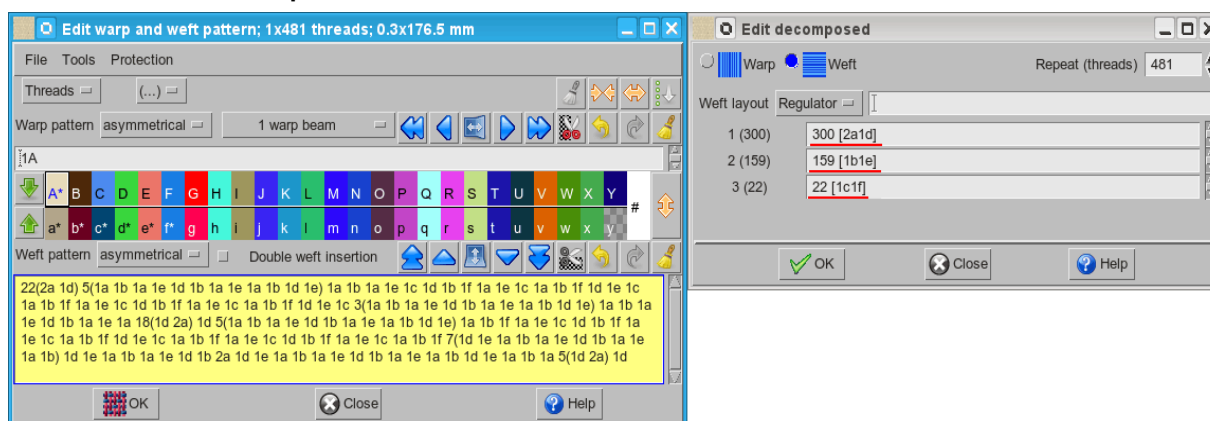 Edit warp and weft pattern; 1x481 threads; 0.3x176.5 mm
File Tools Protection
Threads (...)
Warp pattern asymmetrical 1 warp beam
1A
A* B C D E F G H I J K L M N O P Q R S T U V W X Y
#
a* b* c* d* e* f* g h i j k l m n o p q r s t u v w x y
Weft pattern asymmetrical Double weft insertion
22(2a 1d) 5(1a 1b 1a 1e 1d 1b 1a 1e 1a 1b 1d 1e) 1a 1b 1a 1e 1c 1d 1b 1f 1a 1e 1c 1a 1b 1f 1d 1e 1c
1a 1b 1f 1a 1e 1c 1d 1b 1f 1a 1e 1c 1a 1b 1f 1d 1e 1c 3(1a 1b 1a 1e 1d 1b 1a 1e 1a 1b 1d 1e) 1a 1b 1a
1e 1d 1b 1a 1e 1a 18(1d 2a) 1d 5(1a 1b 1a 1e 1d 1b 1a 1e 1a 1b 1d 1e) 1a 1b 1f 1a 1e 1c 1d 1b 1f 1a
1e 1c 1a 1b 1f 1d 1e 1c 1a 1b 1f 1a 1e 1c 1d 1b 1f 1a 1e 1c 1a 1b 1f 7(1d 1e 1a 1b 1a 1e 1d 1b 1a 1e
1a 1b) 1d 1e 1a 1b 1a 1e 1d 1b 2a 1d 1e 1a 1b 1a 1e 1d 1b 1a 1e 1a 1b 1d 1e 1a 1b 1a 5(1d 2a) 1d
OK Close Help
Edit decomposed
Warp Weft Repeat (threads) 481
Weft layout Regulator
1 (300) 300 [2a1d]
2 (159) 159 [1b1e]
3 (22) 22 [1c1f]
OK Close Help